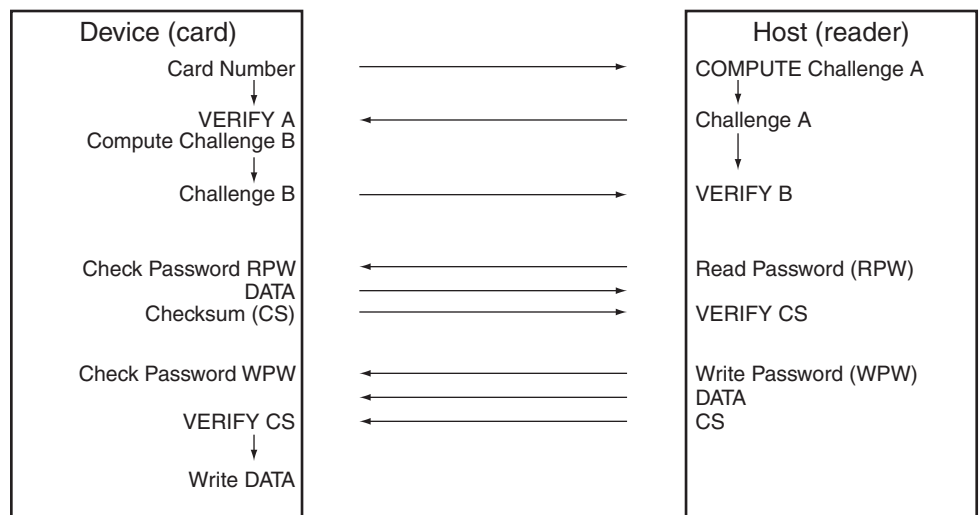 Device (card)
Host (reader)
Card Number
COMPUTE Challenge A
VERIFY A
Challenge A
Compute Challenge B
Challenge B
VERIFY B
Check Password RPW
Read Password (RPW)
DATA
Checksum (CS)
VERIFY CS
Check Password WPW
Write Password (WPW)
DATA
VERIFY CS
CS
Write DATA